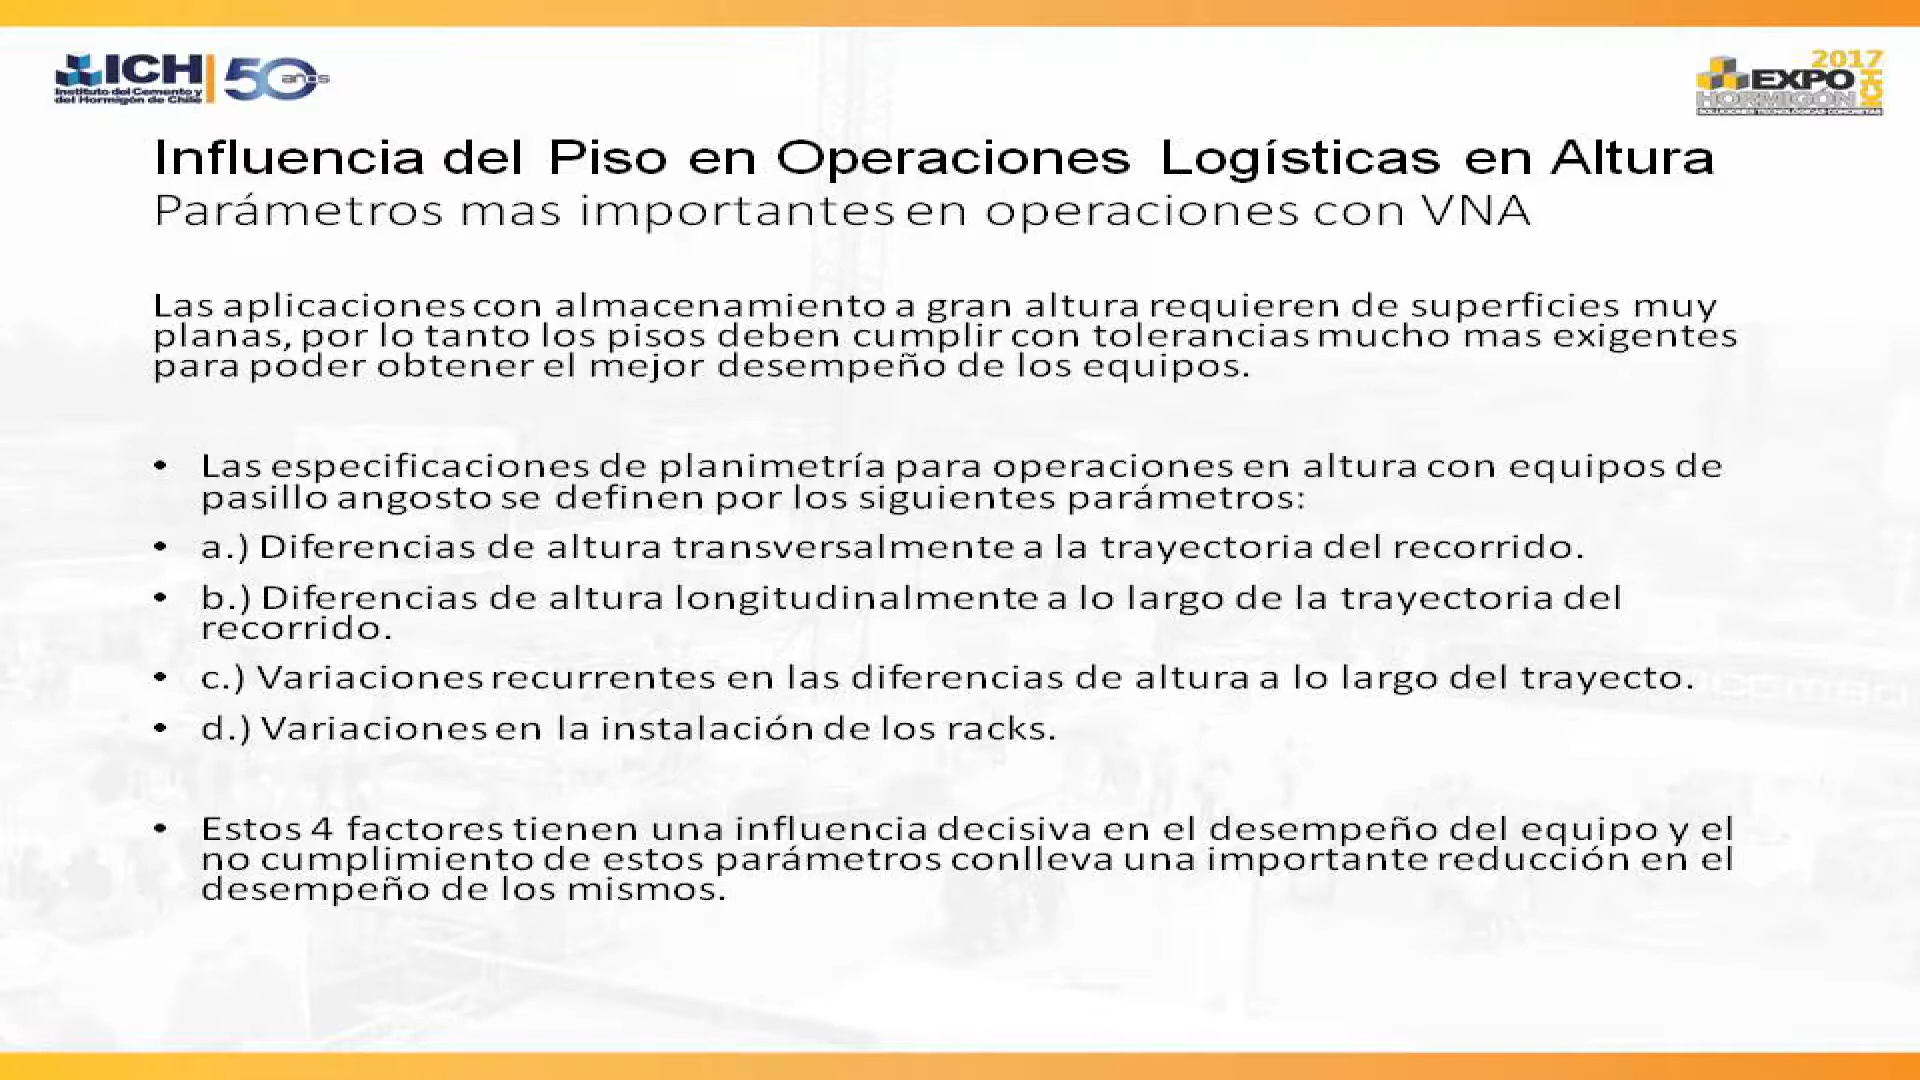 ICH 50 años
Instituto del Cemento y
del Hormigón de Chile
2017
EXPO
HORMIGÓN
ICH
SOLUCIONES TECNOLÓGICAS CONCRETAS
Influencia del Piso en Operaciones Logísticas en Altura
Parámetros mas importantes en operaciones con VNA
Las aplicaciones con almacenamiento a gran altura requieren de superficies muy
planas, por lo tanto los pisos deben cumplir con tolerancias mucho mas exigentes
para poder obtener el mejor desempeño de los equipos.
• Las especificaciones de planimetría para operaciones en altura con equipos de
pasillo angosto se definen por los siguientes parámetros:
• a.) Diferencias de altura transversalmente a la trayectoria del recorrido.
• b.) Diferencias de altura longitudinalmente a lo largo de la trayectoria del
recorrido.
• c.) Variaciones recurrentes en las diferencias de altura a lo largo del trayecto.
• d.) Variaciones en la instalación de los racks.
• Estos 4 factores tienen una influencia decisiva en el desempeño del equipo y el
no cumplimiento de estos parámetros conlleva una importante reducción en el
desempeño de los mismos.